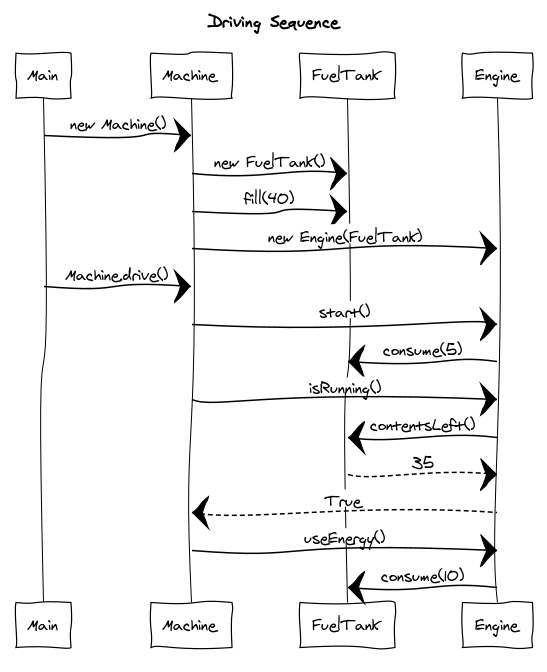 Driving Sequence
Main
Machine
FuelTank
Engine
new Machine()
new FuelTank()
fill(40)
new Engine(FuelTank)
Machine.drive()
start()
consume(5)
isRunning()
contentsLeft()
35
True
useEnergy()
consume(10)
Main
Machine
FuelTank
Engine